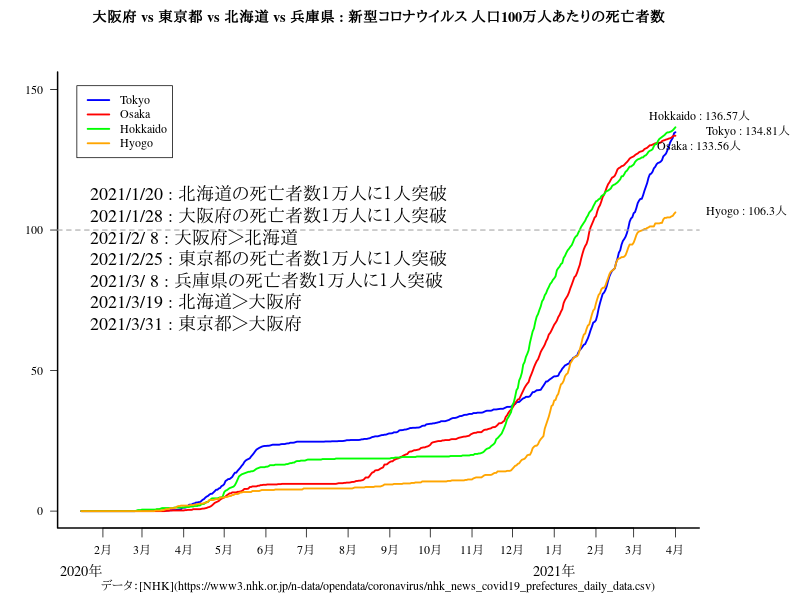 大阪府 vs 東京都 vs 北海道 vs 兵庫県 : 新型コロナウイルス 人口100万人あたりの死亡者数
150
100
50
0
Tokyo
Osaka
Hokkaido
Hyogo
Hokkaido : 136.57人
Tokyo : 134.81人
Osaka : 133.56人
Hyogo : 106.3人
2021/1/20 : 北海道の死亡者数1万人に1人突破
2021/1/28 : 大阪府の死亡者数1万人に1人突破
2021/2/ 8 : 大阪府＞北海道
2021/2/25 : 東京都の死亡者数1万人に1人突破
2021/3/ 8 : 兵庫県の死亡者数1万人に1人突破
2021/3/19 : 北海道＞大阪府
2021/3/31 : 東京都＞大阪府
2月 3月 4月 5月 6月 7月 8月 9月 10月 11月 12月 1月 2月 3月 4月
2020年 2021年
データ : [NHK](https://www3.nhk.or.jp/n-data/opendata/coronavirus/nhk_news_covid19_prefectures_daily_data.csv)